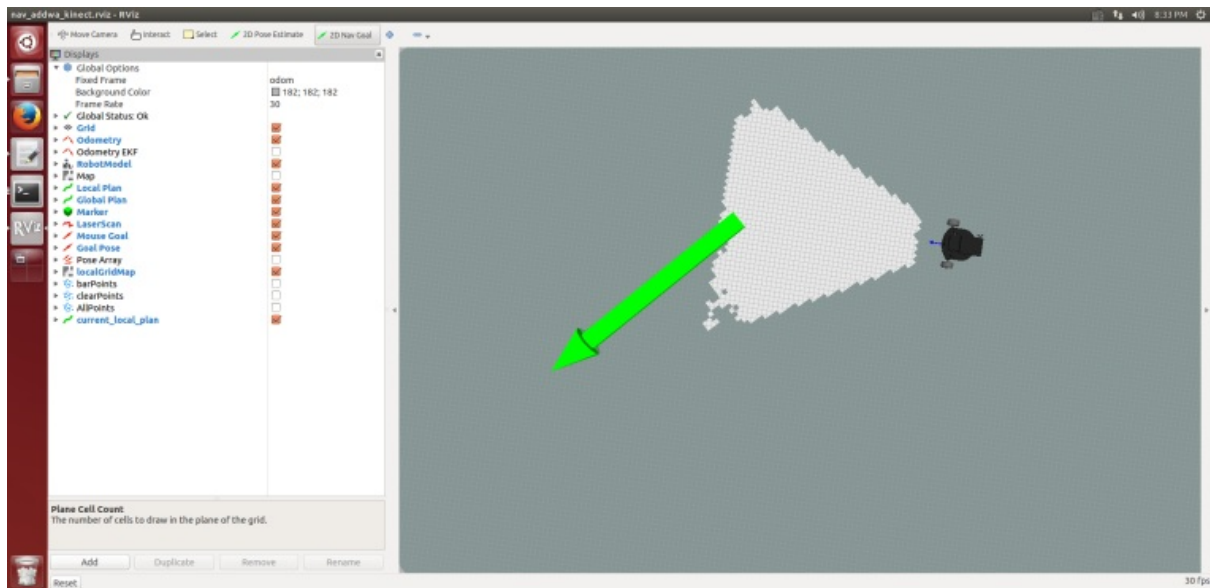 nav_addwa_kinect.rviz - RViz
8:33 PM
Move Camera Interact Select 2D Pose Estimate 2D Nav Goal
Displays
Global Options
Fixed Frame odom
Background Color 182; 182; 182
Frame Rate 30
Global Status: Ok
Grid
Odometry
Odometry EKF
RobotModel
Map
Local Plan
Global Plan
Marker
LaserScan
Mouse Goal
Goal Pose
Pose Array
localGridMap
barPoints
clearPoints
AllPoints
current_local_plan
RViz
Plane Cell Count
The number of cells to draw in the plane of the grid.
Add Duplicate Remove Rename
Reset
30 fps